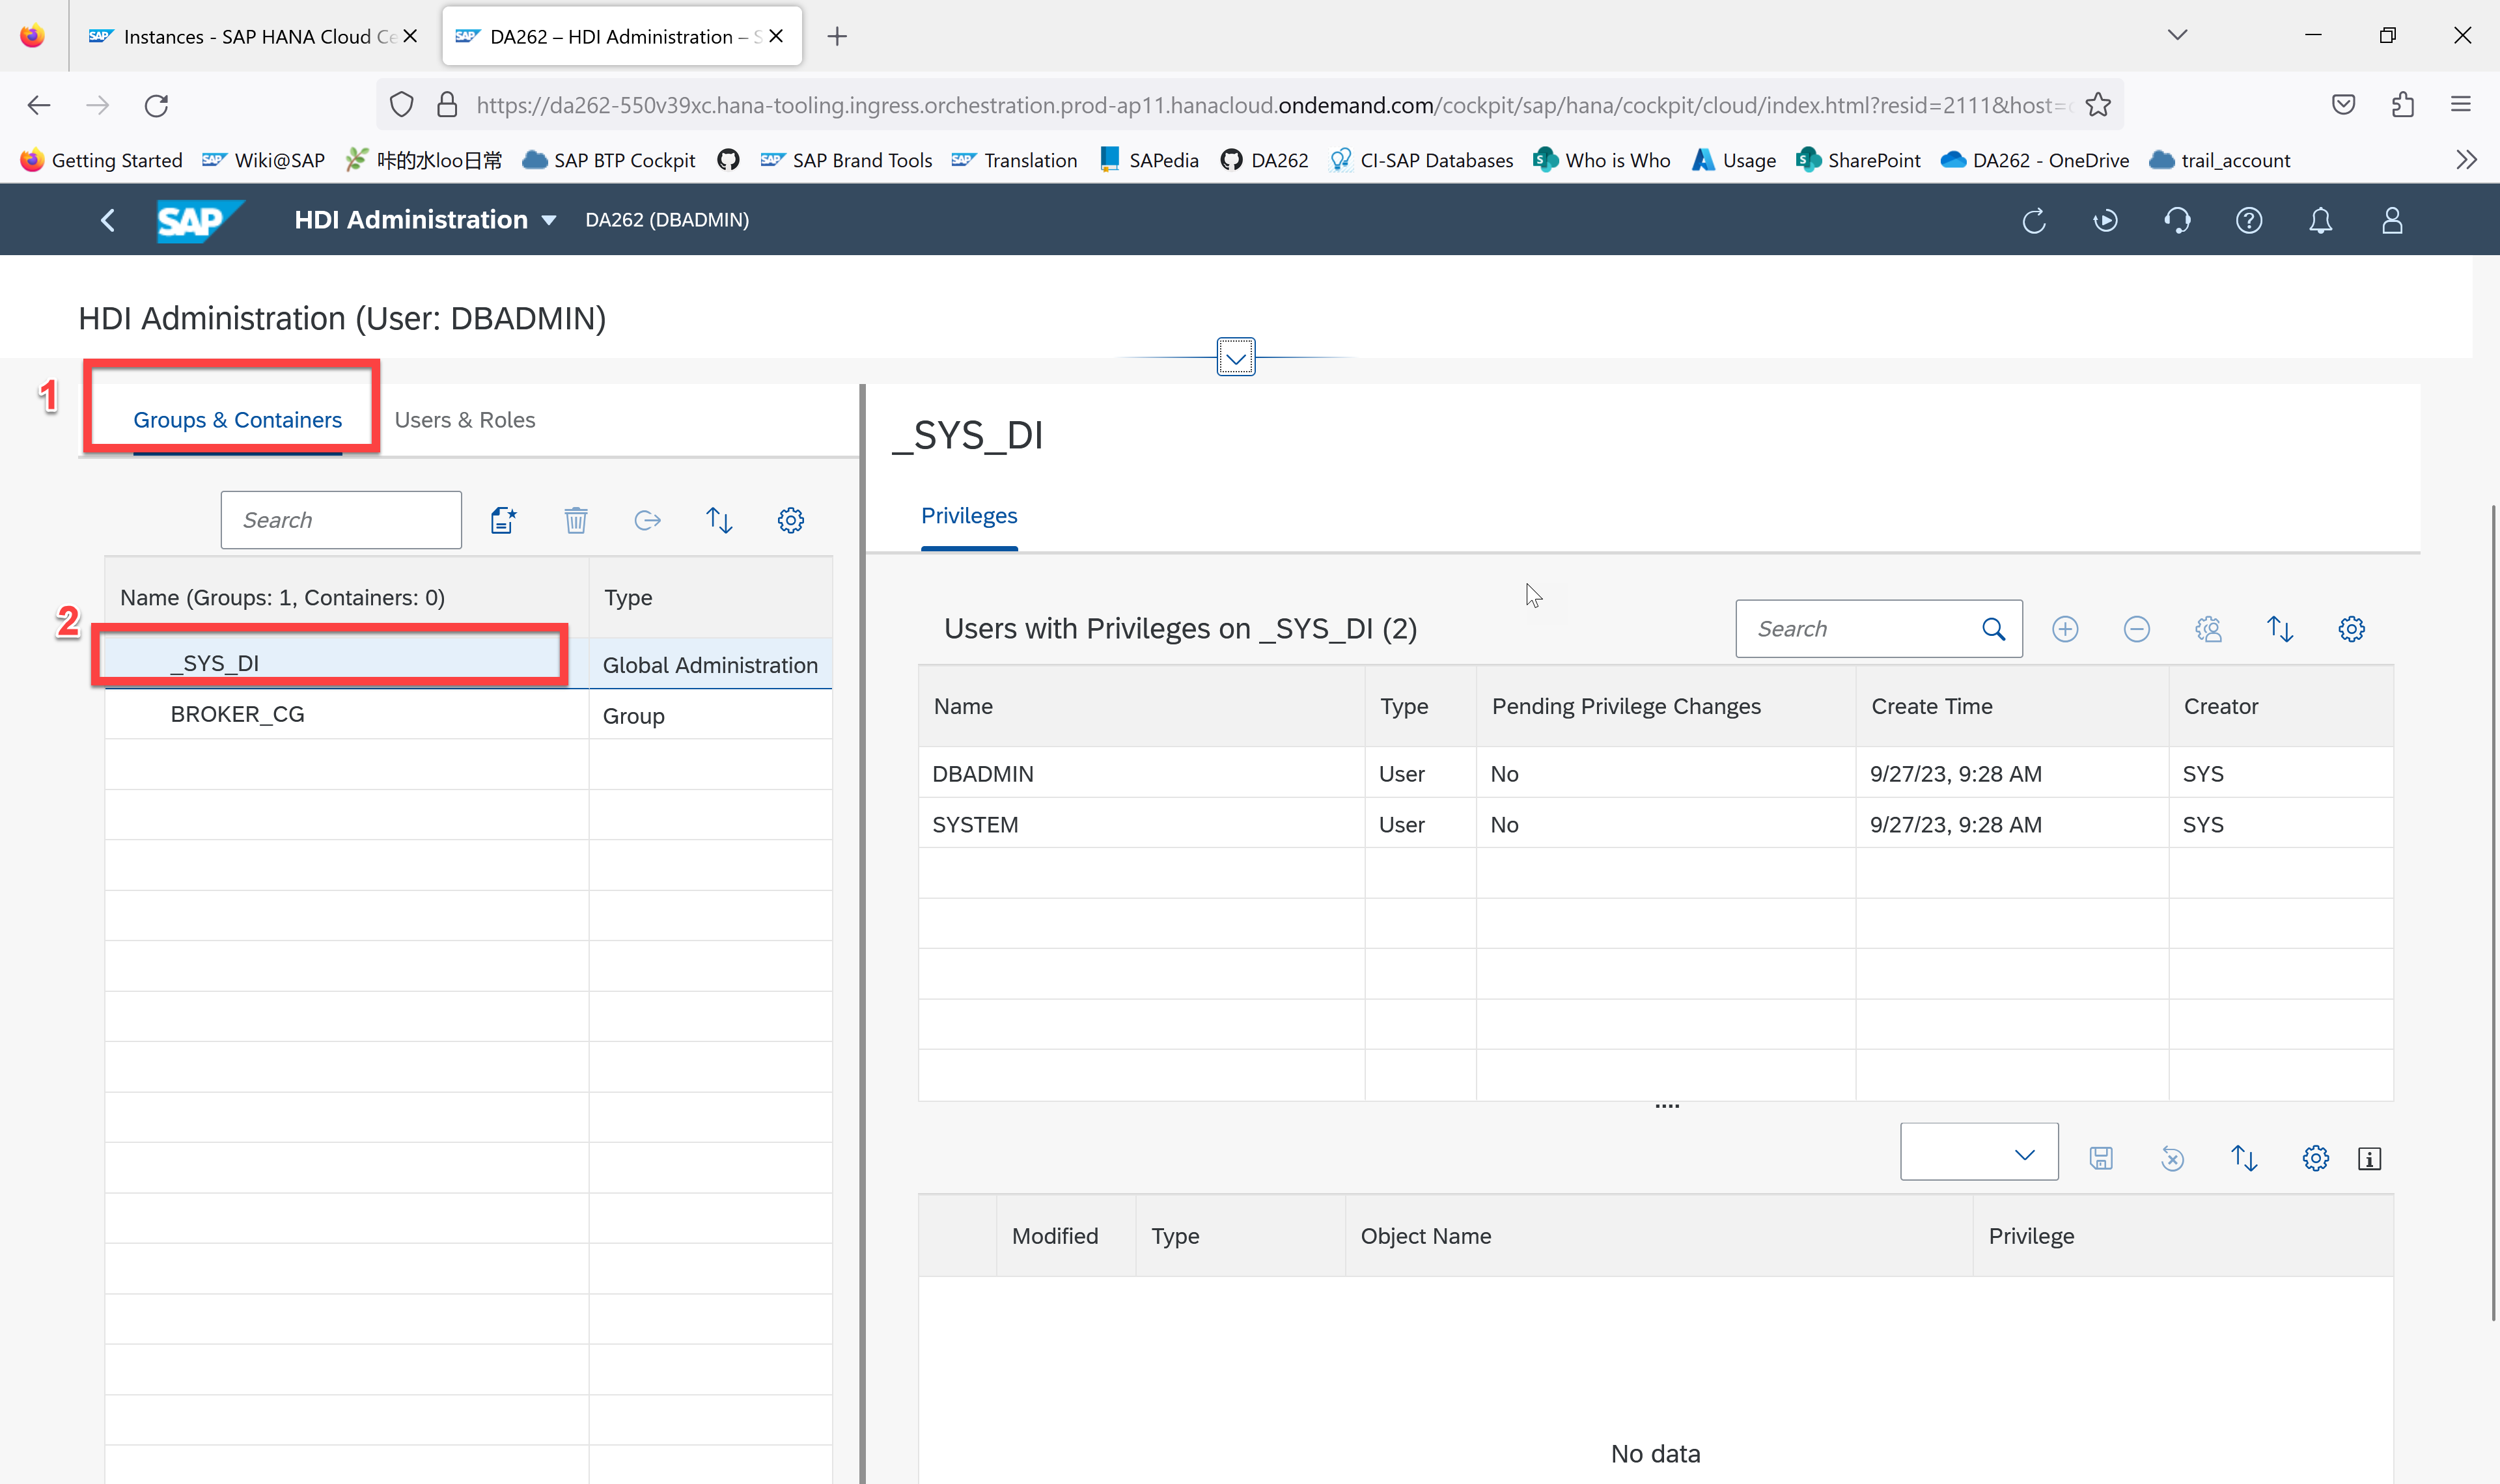 Instances - SAP HANA Cloud Ce
DA262 – HDI Administration – S
https://da262-550v39xc.hana-tooling.ingress.orchestration.prod-ap11.hanacloud.ondemand.com/cockpit/sap/hana/cockpit/cloud/index.html?resid=2111&host=
Getting Started Wiki@SAP 咔的水loo日常 SAP BTP Cockpit SAP Brand Tools Translation SAPedia DA262 CI-SAP Databases Who is Who Usage SharePoint DA262 - OneDrive trail_account
SAP HDI Administration DA262 (DBADMIN)
HDI Administration (User: DBADMIN)
1
Groups & Containers Users & Roles
Search
Name (Groups: 1, Containers: 0) Type
2
_SYS_DI Global Administration
BROKER_CG Group
_SYS_DI
Privileges
Users with Privileges on _SYS_DI (2)
Search
Name Type Pending Privilege Changes Create Time Creator
DBADMIN User No 9/27/23, 9:28 AM SYS
SYSTEM User No 9/27/23, 9:28 AM SYS
Modified Type Object Name Privilege
No data